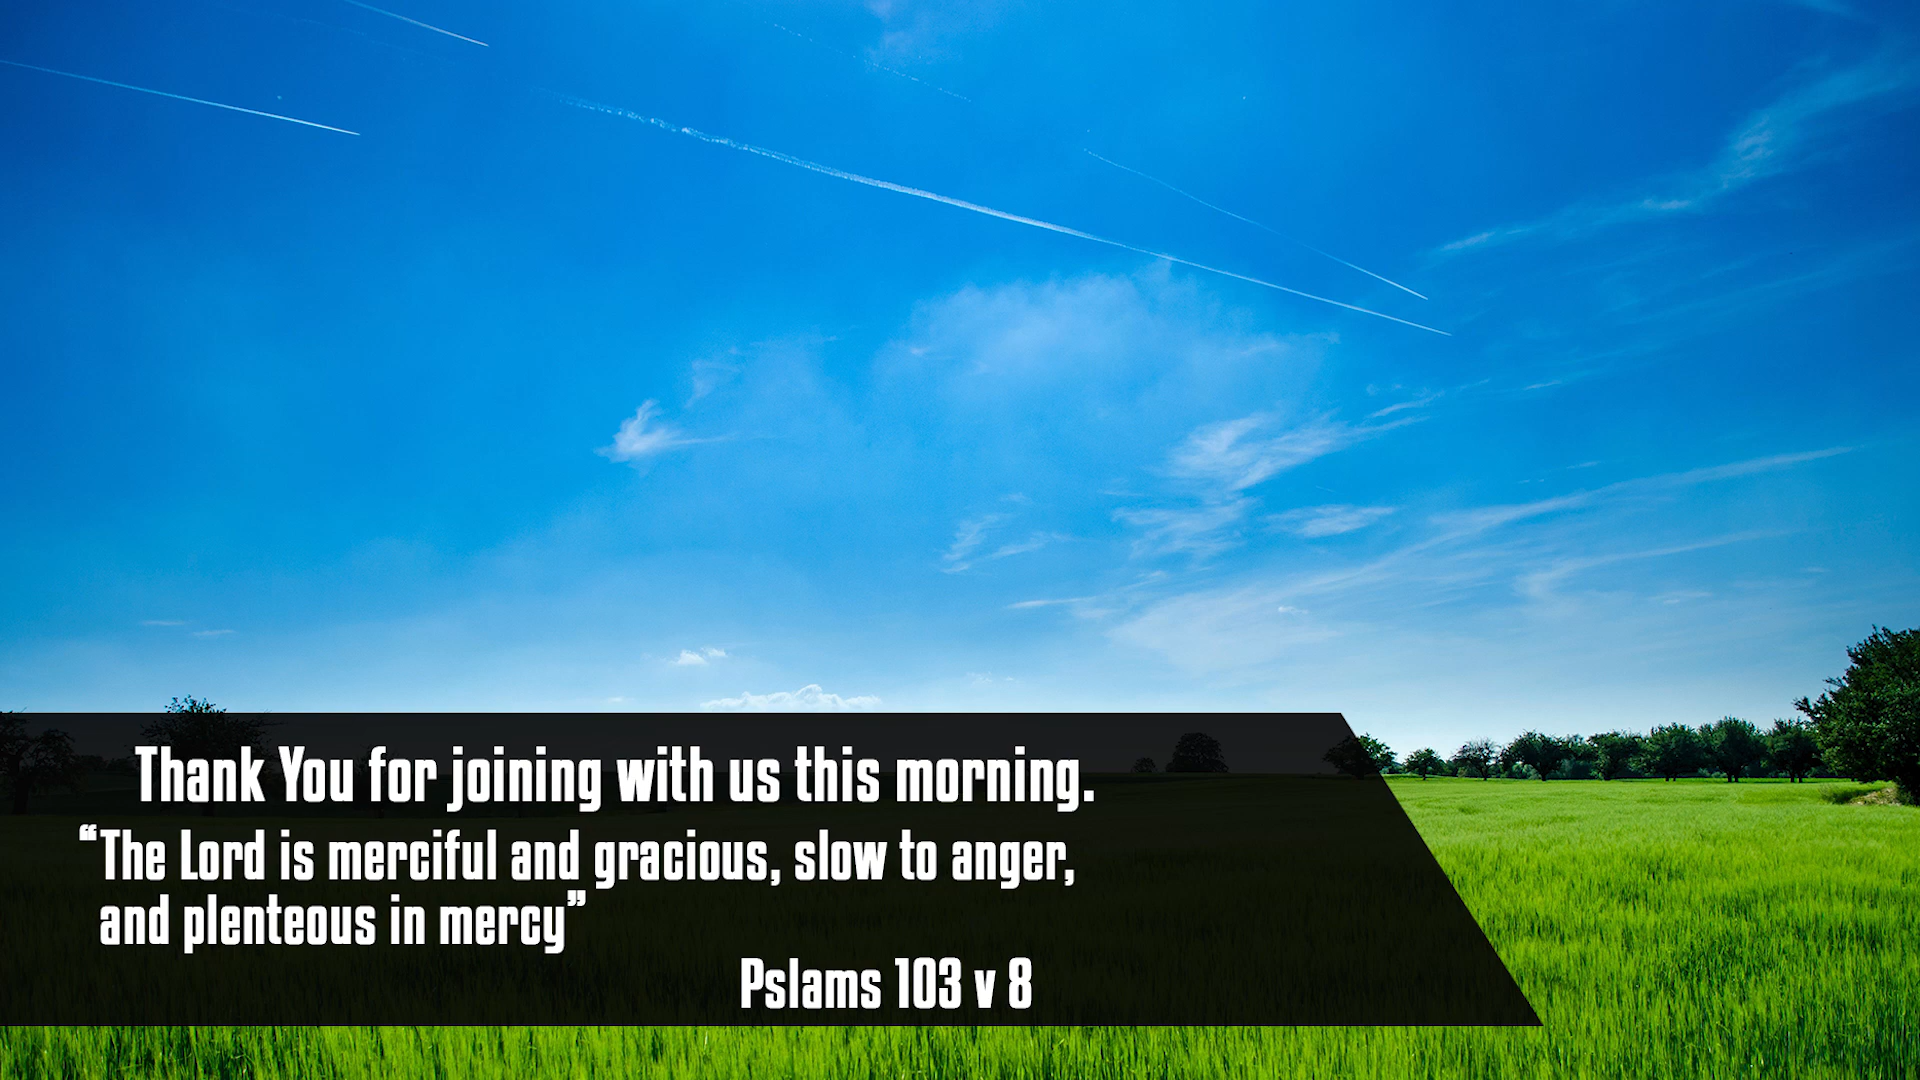 Thank You for joining with us this morning.
“The Lord is merciful and gracious, slow to anger,
and plenteous in mercy”
Pslams 103 v 8